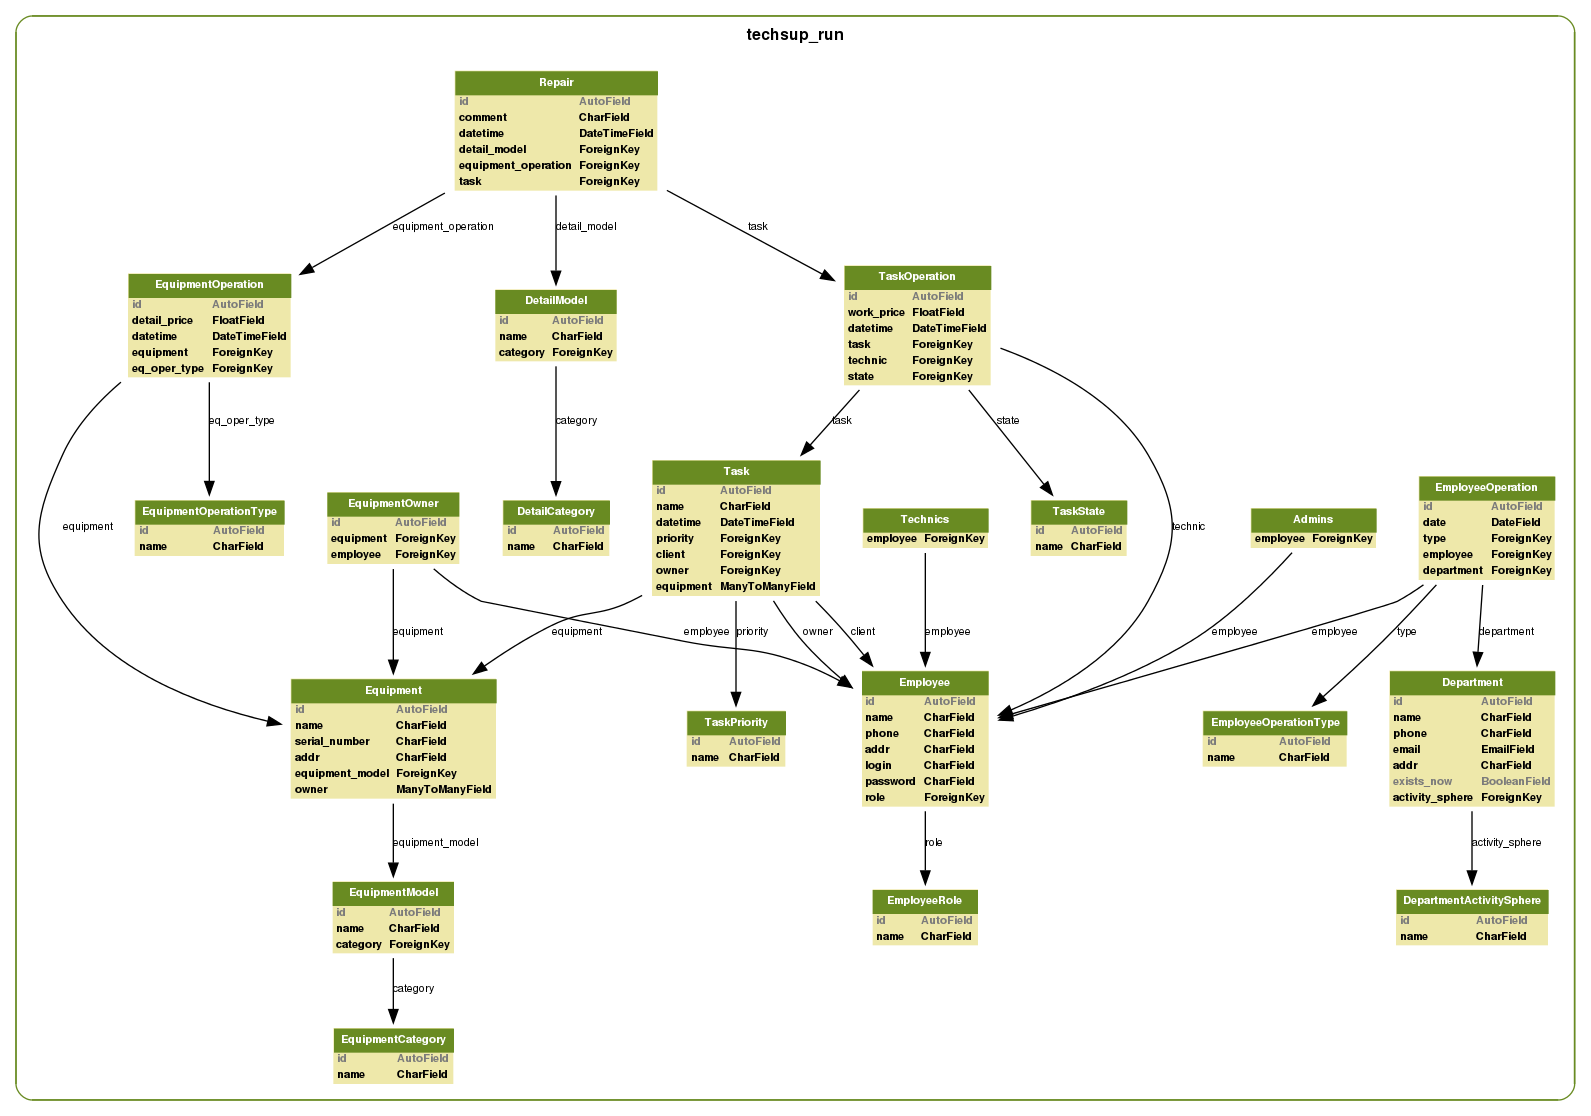 techsup_run
Repair
id AutoField
comment CharField
datetime DateTimeField
detail_model ForeignKey
equipment_operation ForeignKey
task ForeignKey
equipment_operation
detail_model
task
EquipmentOperation
id AutoField
detail_price FloatField
datetime DateTimeField
equipment ForeignKey
eq_oper_type ForeignKey
DetailModel
id AutoField
name CharField
category ForeignKey
TaskOperation
id AutoField
work_price FloatField
datetime DateTimeField
task ForeignKey
technic ForeignKey
state ForeignKey
eq_oper_type
category
task
state
equipment
technic
EquipmentOperationType
id AutoField
name CharField
EquipmentOwner
id AutoField
equipment ForeignKey
employee ForeignKey
DetailCategory
id AutoField
name CharField
Task
id AutoField
name CharField
datetime DateTimeField
priority ForeignKey
client ForeignKey
owner ForeignKey
equipment ManyToManyField
Technics
employee ForeignKey
TaskState
id AutoField
name CharField
Admins
employee ForeignKey
EmployeeOperation
id AutoField
date DateField
type ForeignKey
employee ForeignKey
department ForeignKey
equipment
equipment
employee
priority
owner
client
employee
employee
employee
type
department
Equipment
id AutoField
name CharField
serial_number CharField
addr CharField
equipment_model ForeignKey
owner ManyToManyField
TaskPriority
id AutoField
name CharField
Employee
id AutoField
name CharField
phone CharField
addr CharField
login CharField
password CharField
role ForeignKey
EmployeeOperationType
id AutoField
name CharField
Department
id AutoField
name CharField
phone CharField
email EmailField
addr CharField
exists_now BooleanField
activity_sphere ForeignKey
equipment_model
role
activity_sphere
EquipmentModel
id AutoField
name CharField
category ForeignKey
EmployeeRole
id AutoField
name CharField
DepartmentActivitySphere
id AutoField
name CharField
category
EquipmentCategory
id AutoField
name CharField